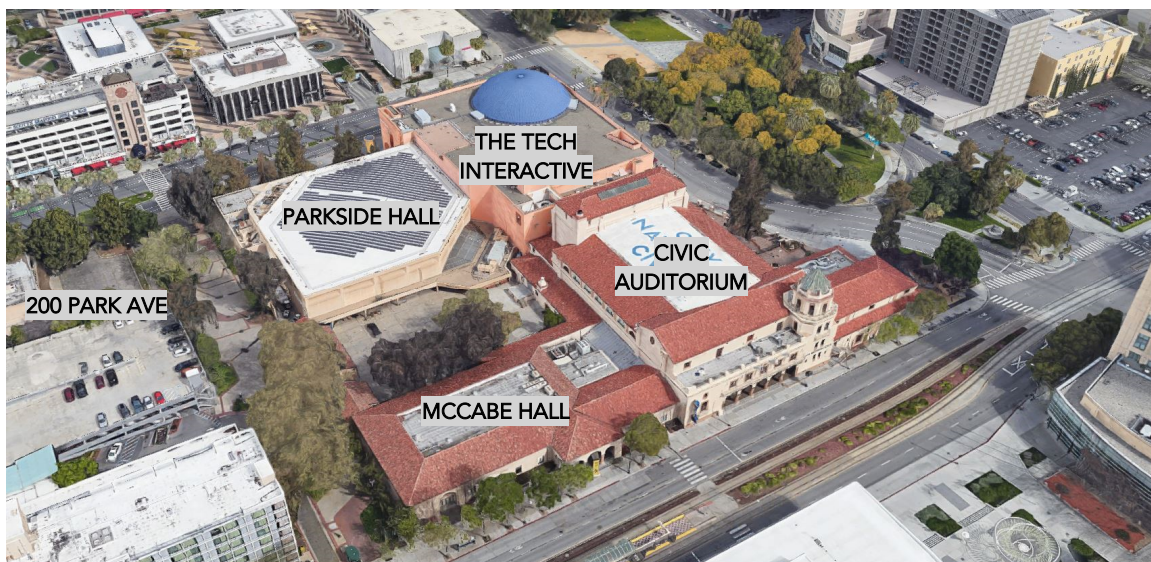 THE TECH
INTERACTIVE
PARKSIDE HALL
CIVIC
AUDITORIUM
200 PARK AVE
MCCABE HALL